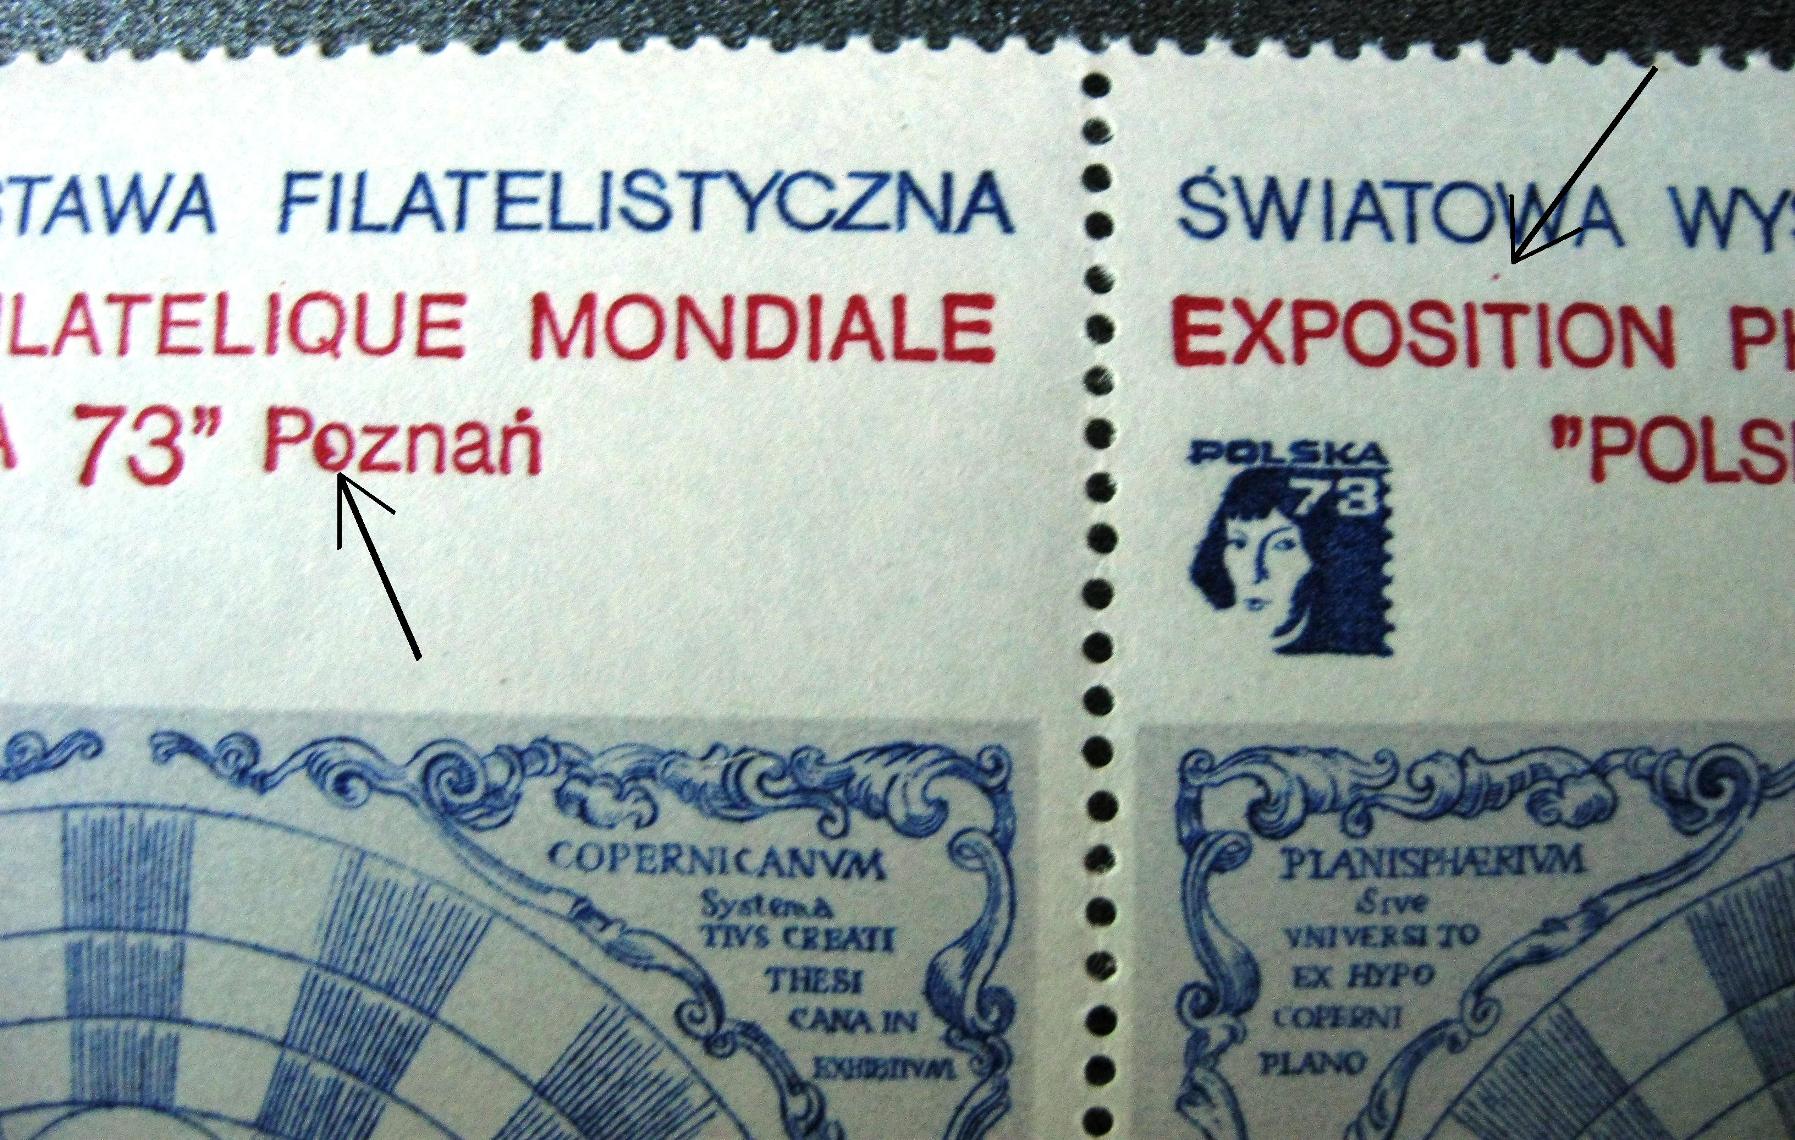 STAWA FILATELISTYCZNA
ILATELIQUE MONDIALE
A 73” Poznań
COPERNICANVM
Systema
TIVS CREATI
THESI
CANA IN
EXHIBITVM
ŚWIATOWA WYS
EXPOSITION PH
”POLS
POLSKA
73
PLANISPHÆRIVM
Sive
VNIVERSI TO
EX HYPO
COPERNI
PLANO